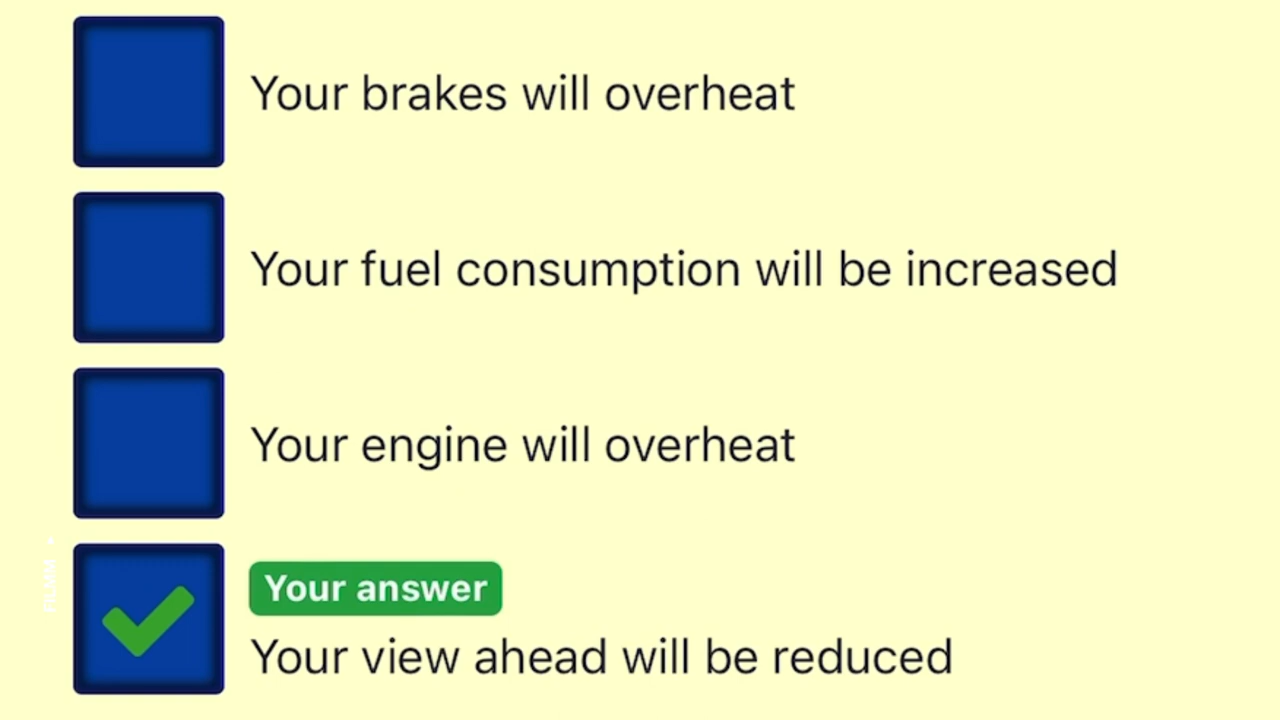 Your brakes will overheat
Your fuel consumption will be increased
Your engine will overheat
Your answer
Your view ahead will be reduced
FILMM